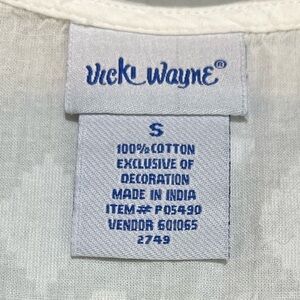 Vicki Wayne®
S
100% COTTON
EXCLUSIVE OF
DECORATION
MADE IN INDIA
ITEM# P05490
VENDOR 601065
2749